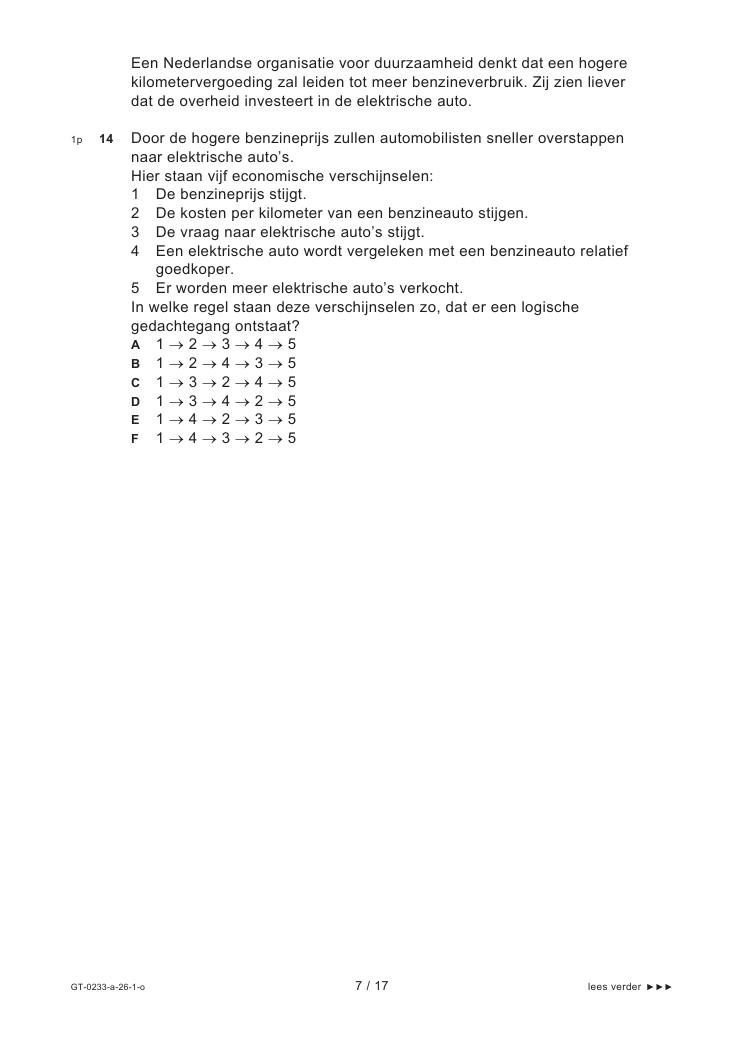 Een Nederlandse organisatie voor duurzaamheid denkt dat een hogere
kilometervergoeding zal leiden tot meer benzineverbruik. Zij zien liever
dat de overheid investeert in de elektrische auto.
1p 14 Door de hogere benzineprijs zullen automobilisten sneller overstappen
naar elektrische auto’s.
Hier staan vijf economische verschijnselen:
1 De benzineprijs stijgt.
2 De kosten per kilometer van een benzineauto stijgen.
3 De vraag naar elektrische auto’s stijgt.
4 Een elektrische auto wordt vergeleken met een benzineauto relatief
goedkoper.
5 Er worden meer elektrische auto’s verkocht.
In welke regel staan deze verschijnselen zo, dat er een logische
gedachtegang ontstaat?
A 1 → 2 → 3 → 4 → 5
B 1 → 2 → 4 → 3 → 5
C 1 → 3 → 2 → 4 → 5
D 1 → 3 → 4 → 2 → 5
E 1 → 4 → 2 → 3 → 5
F 1 → 4 → 3 → 2 → 5
GT-0233-a-26-1-o 7 / 17 lees verder ►►►